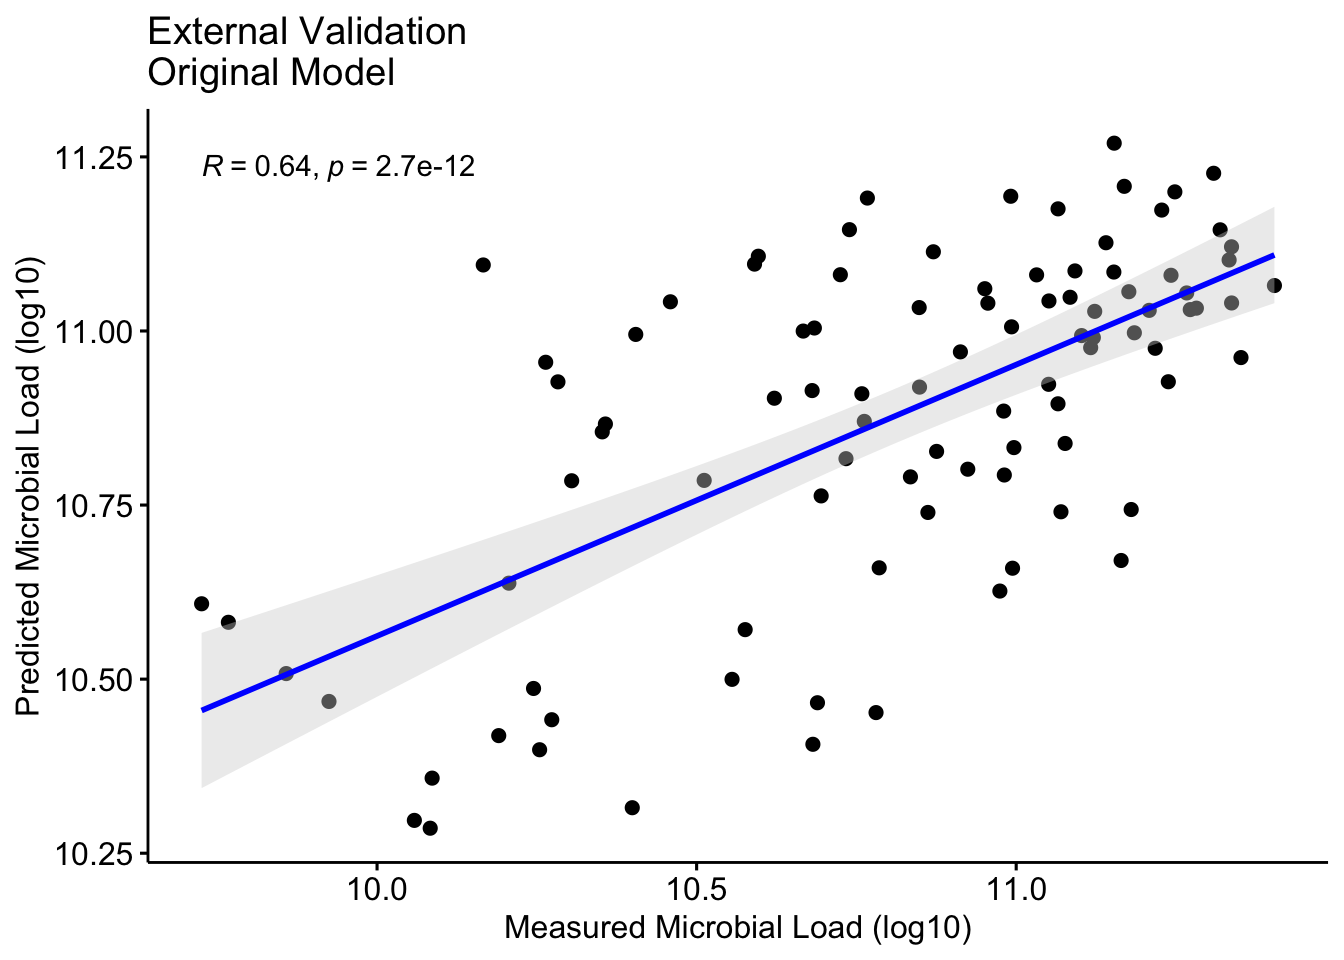 External Validation
Original Model
R = 0.64, p = 2.7e-12
11.25
11.00
10.75
10.50
10.25
Predicted Microbial Load (log10)
10.0 10.5 11.0
Measured Microbial Load (log10)